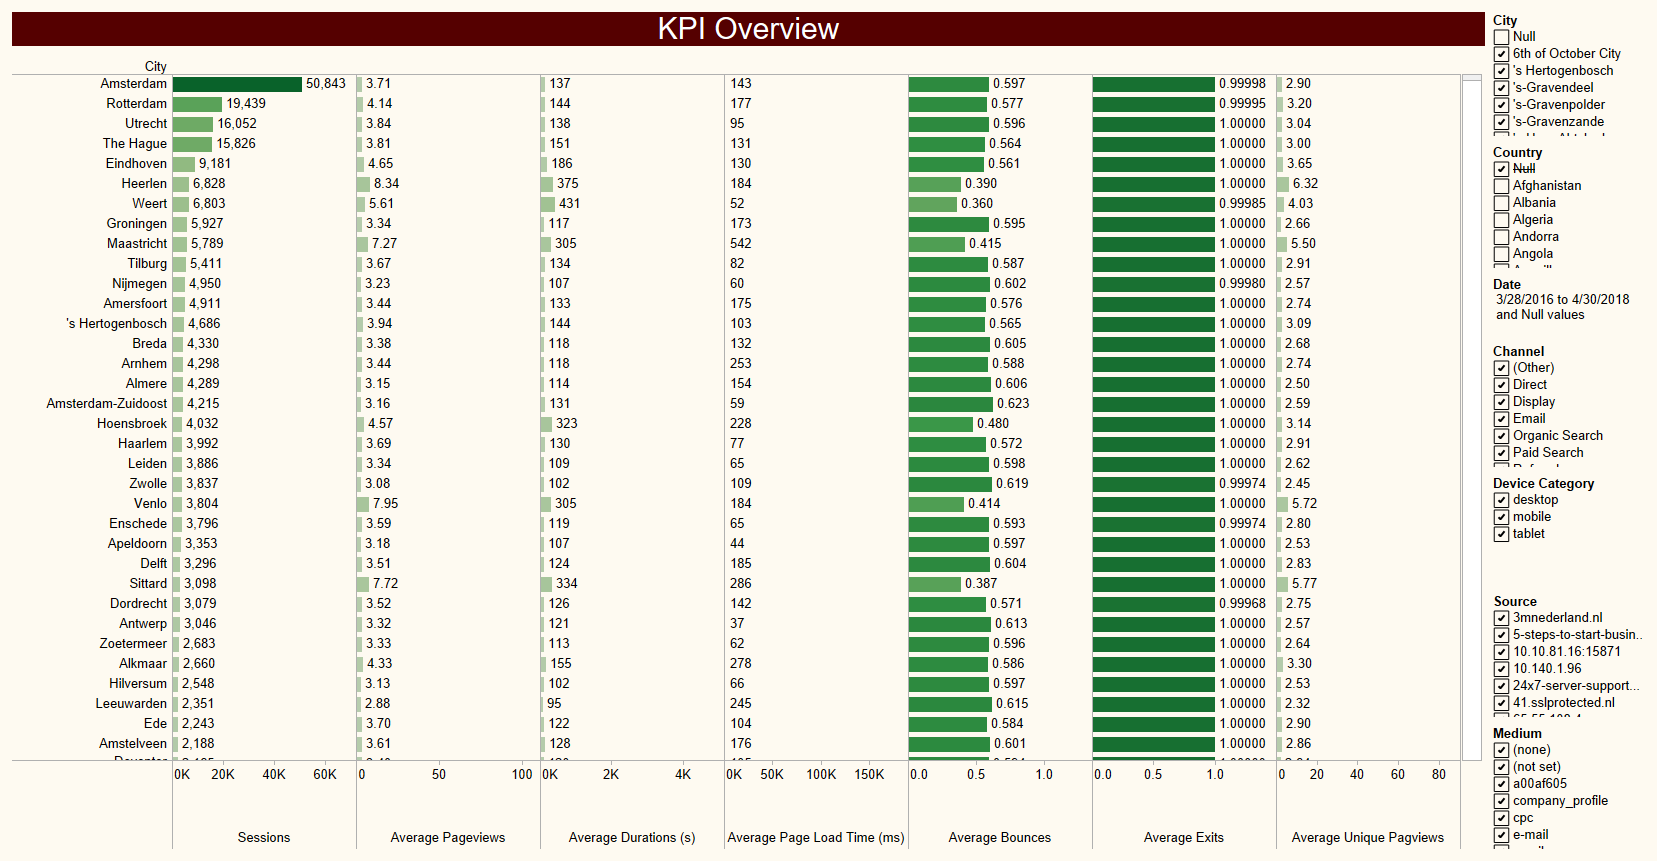 KPI Overview
City
Amsterdam 50,843 3.71 137 143 0.597 0.99998 2.90
Rotterdam 19,439 4.14 144 177 0.577 0.99995 3.20
Utrecht 16,052 3.84 138 95 0.596 1.00000 3.04
The Hague 15,826 3.81 151 131 0.564 1.00000 3.00
Eindhoven 9,181 4.65 186 130 0.561 1.00000 3.65
Heerlen 6,828 8.34 375 184 0.390 1.00000 6.32
Weert 6,803 5.61 431 52 0.360 0.99985 4.03
Groningen 5,927 3.34 117 173 0.595 1.00000 2.66
Maastricht 5,789 7.27 305 542 0.415 1.00000 5.50
Tilburg 5,411 3.67 134 82 0.587 1.00000 2.91
Nijmegen 4,950 3.23 107 60 0.602 0.99980 2.57
Amersfoort 4,911 3.44 133 175 0.576 1.00000 2.74
's Hertogenbosch 4,686 3.94 144 103 0.565 1.00000 3.09
Breda 4,330 3.38 118 132 0.605 1.00000 2.68
Arnhem 4,298 3.44 118 253 0.588 1.00000 2.74
Almere 4,289 3.15 114 154 0.606 1.00000 2.50
Amsterdam-Zuidoost 4,215 3.16 131 59 0.623 1.00000 2.59
Hoensbroek 4,032 4.57 323 228 0.480 1.00000 3.14
Haarlem 3,992 3.69 130 77 0.572 1.00000 2.91
Leiden 3,886 3.34 109 65 0.598 1.00000 2.62
Zwolle 3,837 3.08 102 109 0.619 0.99974 2.45
Venlo 3,804 7.95 305 184 0.414 1.00000 5.72
Enschede 3,796 3.59 119 65 0.593 0.99974 2.80
Apeldoorn 3,353 3.18 107 44 0.597 1.00000 2.53
Delft 3,296 3.51 124 185 0.604 1.00000 2.83
Sittard 3,098 7.72 334 286 0.387 1.00000 5.77
Dordrecht 3,079 3.52 126 142 0.571 0.99968 2.75
Antwerp 3,046 3.32 121 37 0.613 1.00000 2.57
Zoetermeer 2,683 3.33 113 62 0.596 1.00000 2.64
Alkmaar 2,660 4.33 155 278 0.586 1.00000 3.30
Hilversum 2,548 3.13 102 66 0.597 1.00000 2.53
Leeuwarden 2,351 2.88 95 245 0.615 1.00000 2.32
Ede 2,243 3.70 122 104 0.584 1.00000 2.90
Amstelveen 2,188 3.61 128 176 0.601 1.00000 2.86
0K 20K 40K 60K 0 50 100 0K 2K 4K 0K 50K 100K 150K 0.0 0.5 1.0 0.0 0.5 1.0 0 20 40 60 80
Sessions Average Pageviews Average Durations (s) Average Page Load Time (ms) Average Bounces Average Exits Average Unique Pagviews
City
Null
6th of October City
's Hertogenbosch
's-Gravendeel
's-Gravenpolder
's-Gravenzande
Country
Null
Afghanistan
Albania
Algeria
Andorra
Angola
Date
3/28/2016 to 4/30/2018
and Null values
Channel
(Other)
Direct
Display
Email
Organic Search
Paid Search
Device Category
desktop
mobile
tablet
Source
3mnederland.nl
5-steps-to-start-busin..
10.10.81.16:15871
10.140.1.96
24x7-server-support...
41.sslprotected.nl
Medium
(none)
(not set)
a00af605
company_profile
cpc
e-mail